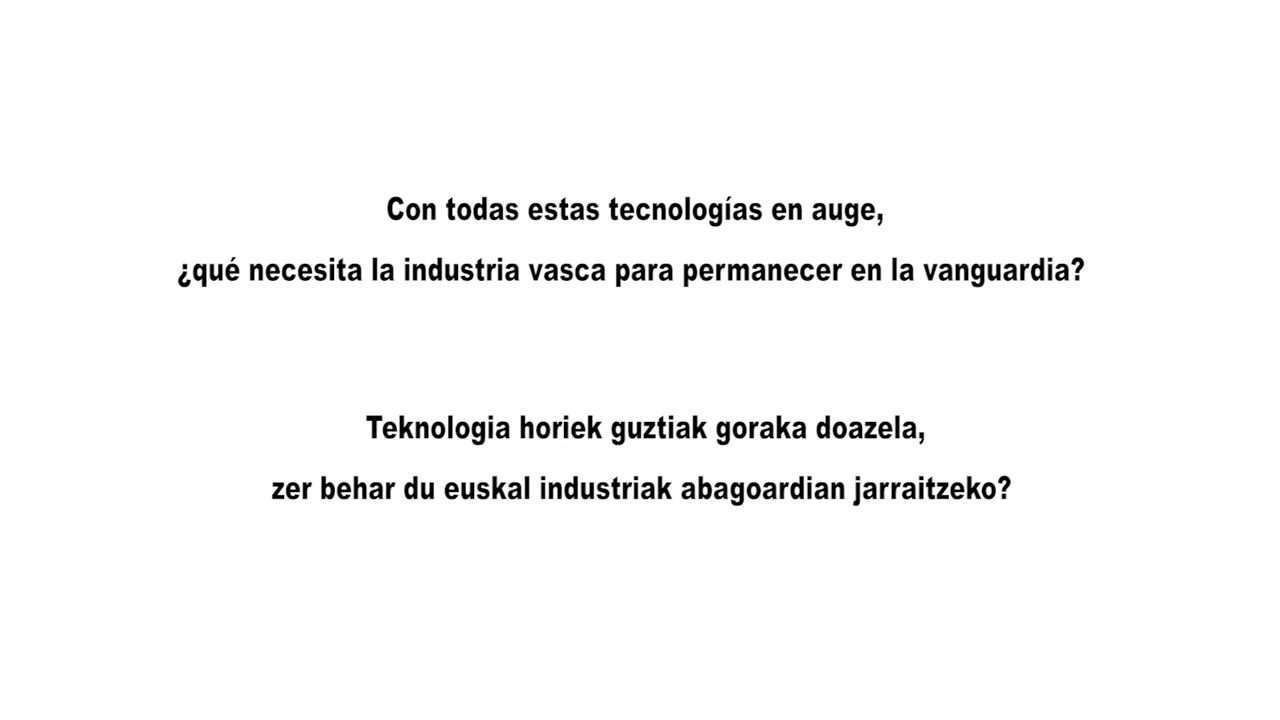 Con todas estas tecnologías en auge,
¿qué necesita la industria vasca para permanecer en la vanguardia?
Teknologia horiek guztiak goraka doazela,
zer behar du euskal industriak abagoardian jarraitzeko?